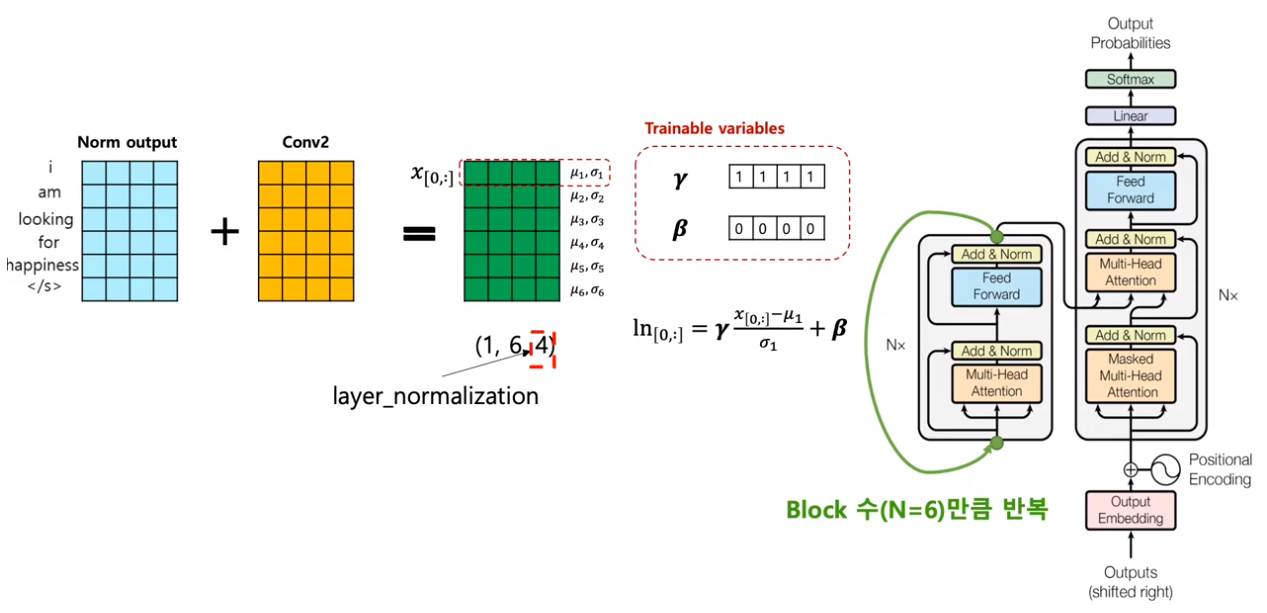 Norm output
Conv2
i
am
looking
for
happiness
</s>
+
=
x[0,:]
μ₁, σ₁
μ₂, σ₂
μ₃, σ₃
μ₄, σ₄
μ₅, σ₅
μ₆, σ₆
(1, 6, 4)
layer_normalization
Trainable variables
γ 1 1 1 1
β 0 0 0 0
ln[0,:] = γ (x[0,:]−μ₁)/σ₁ + β
Add & Norm
Feed
Forward
N×
Add & Norm
Multi-Head
Attention
Block 수(N=6)만큼 반복
Output
Probabilities
Softmax
Linear
Add & Norm
Feed
Forward
Add & Norm
Multi-Head
Attention
N×
Add & Norm
Masked
Multi-Head
Attention
Positional
Encoding
Output
Embedding
Outputs
(shifted right)